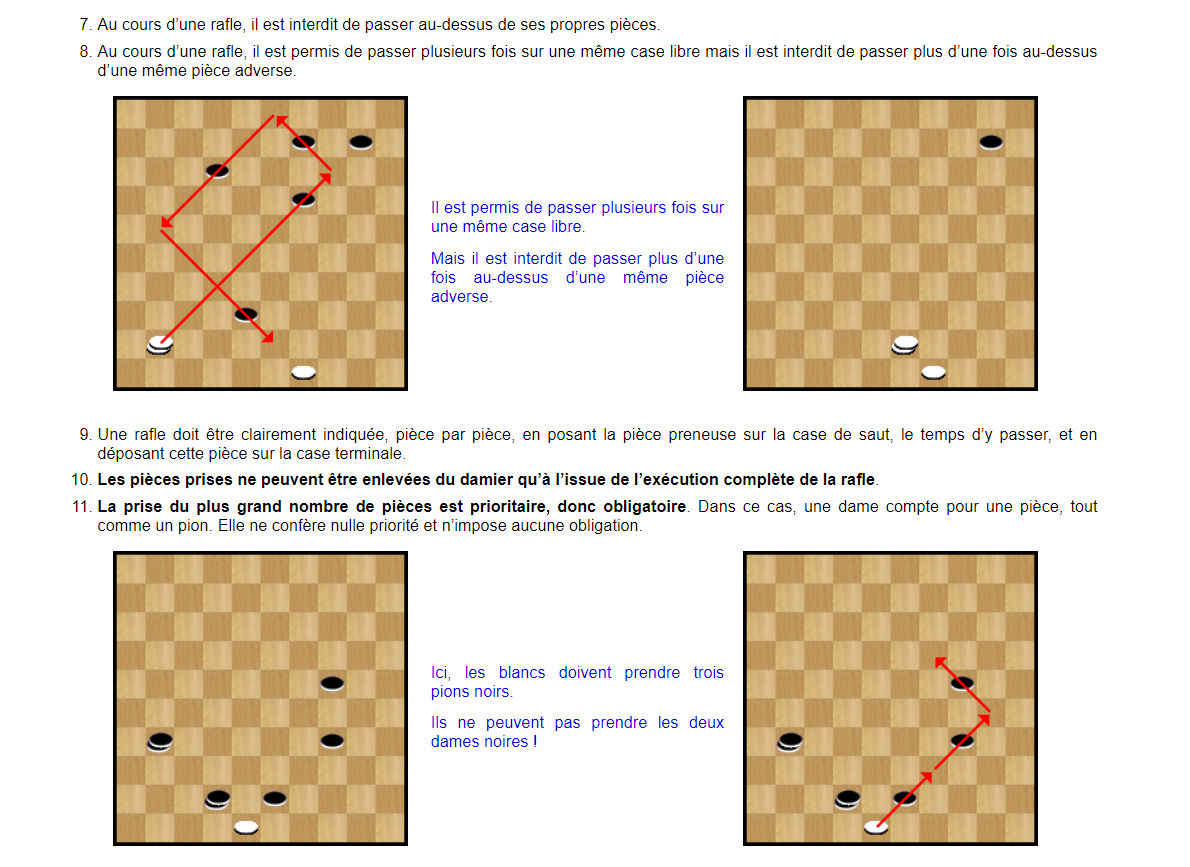 7. Au cours d’une rafle, il est interdit de passer au-dessus de ses propres pièces.
8. Au cours d’une rafle, il est permis de passer plusieurs fois sur une même case libre mais il est interdit de passer plus d’une fois au-dessus
d’une même pièce adverse.
Il est permis de passer plusieurs fois sur
une même case libre.
Mais il est interdit de passer plus d’une
fois au-dessus d’une même pièce
adverse.
9. Une rafle doit être clairement indiquée, pièce par pièce, en posant la pièce preneuse sur la case de saut, le temps d’y passer, et en
déposant cette pièce sur la case terminale.
10. Les pièces prises ne peuvent être enlevées du damier qu’à l’issue de l’exécution complète de la rafle.
11. La prise du plus grand nombre de pièces est prioritaire, donc obligatoire. Dans ce cas, une dame compte pour une pièce, tout
comme un pion. Elle ne confère nulle priorité et n’impose aucune obligation.
Ici, les blancs doivent prendre trois
pions noirs.
Ils ne peuvent pas prendre les deux
dames noires !